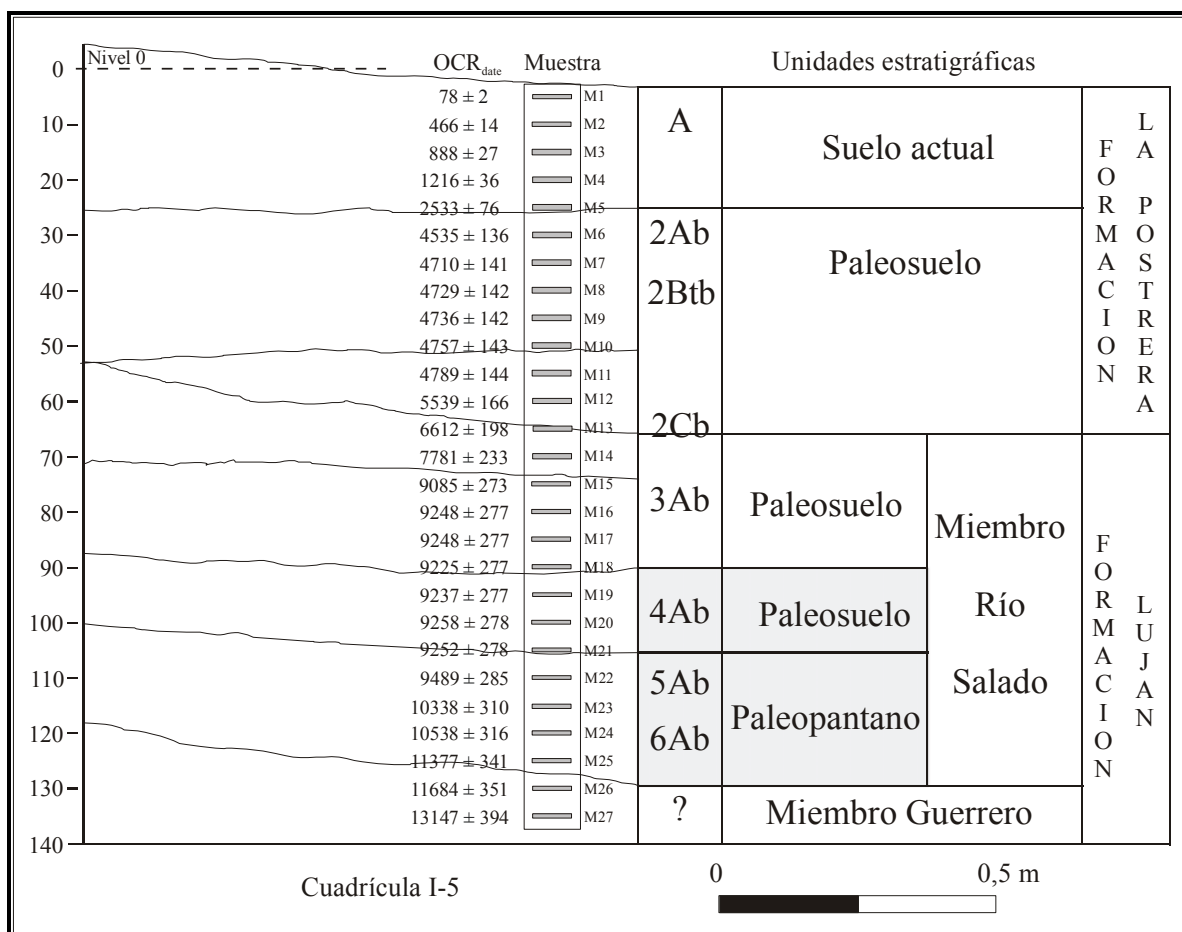 Nivel 0
OCR date Muestra Unidades estratigráficas
0
10
20
30
40
50
60
70
80
90
100
110
120
130
140
78 ± 2 M1
466 ± 14 M2
888 ± 27 M3
1216 ± 36 M4
2533 ± 76 M5
4535 ± 136 M6
4710 ± 141 M7
4729 ± 142 M8
4736 ± 142 M9
4757 ± 143 M10
4789 ± 144 M11
5539 ± 166 M12
6612 ± 198 M13
7781 ± 233 M14
9085 ± 273 M15
9248 ± 277 M16
9248 ± 277 M17
9225 ± 277 M18
9237 ± 277 M19
9258 ± 278 M20
9252 ± 278 M21
9489 ± 285 M22
10338 ± 310 M23
10538 ± 316 M24
11377 ± 341 M25
11684 ± 351 M26
13147 ± 394 M27
A
Suelo actual
2Ab
2Btb
2Cb
Paleosuelo
FORMACION
LA POSTRERA
3Ab
Paleosuelo
4Ab
Paleosuelo
5Ab
6Ab
Paleopantano
Miembro
Río
Salado
?
Miembro Guerrero
FORMACION
LUJAN
Cuadrícula I-5
0 0,5 m